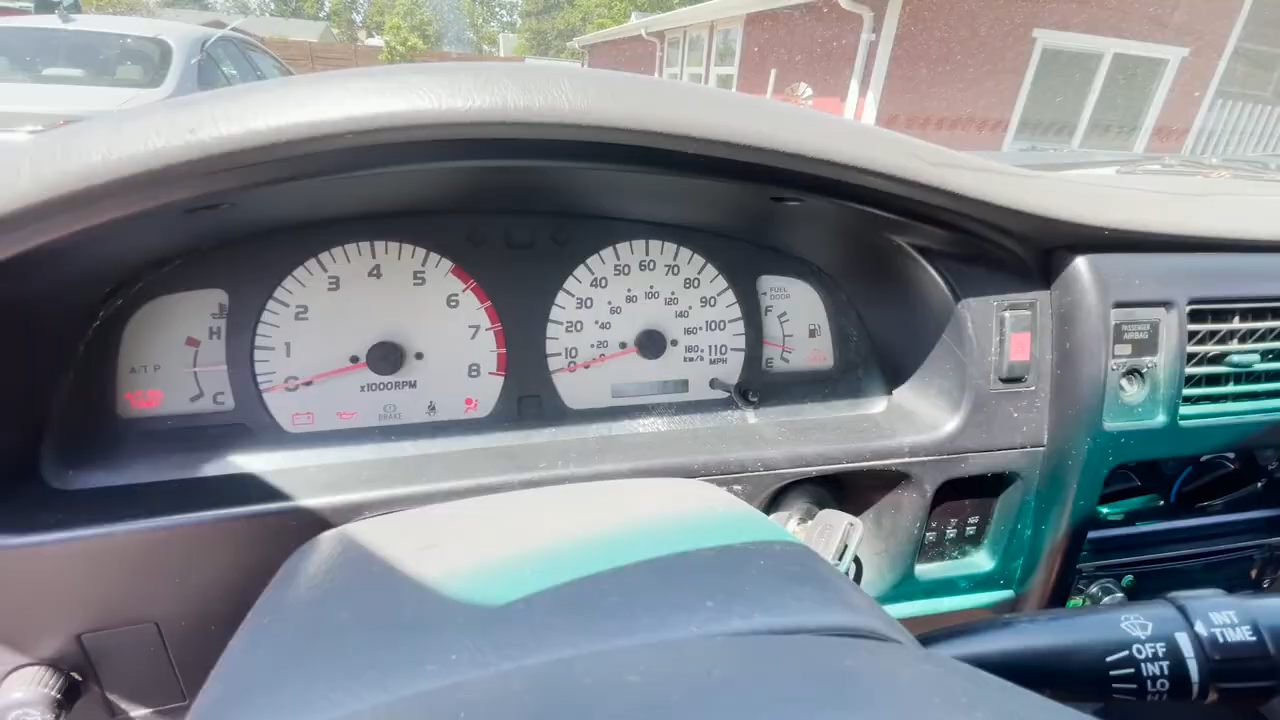 H
A/T P
C
0
1
2
3
4
5
6
7
8
x1000RPM
BRAKE
0
10
20
30
40
50
60
70
80
90
100
110
MPH
20
40
60
80
100
120
140
160
180
km/h
FUEL
DOOR
F
E
PASSENGER
AIRBAG
INT
TIME
OFF
INT
LO